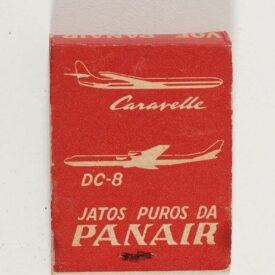 Caravelle
DC-8
JATOS PUROS DA
PANAIR